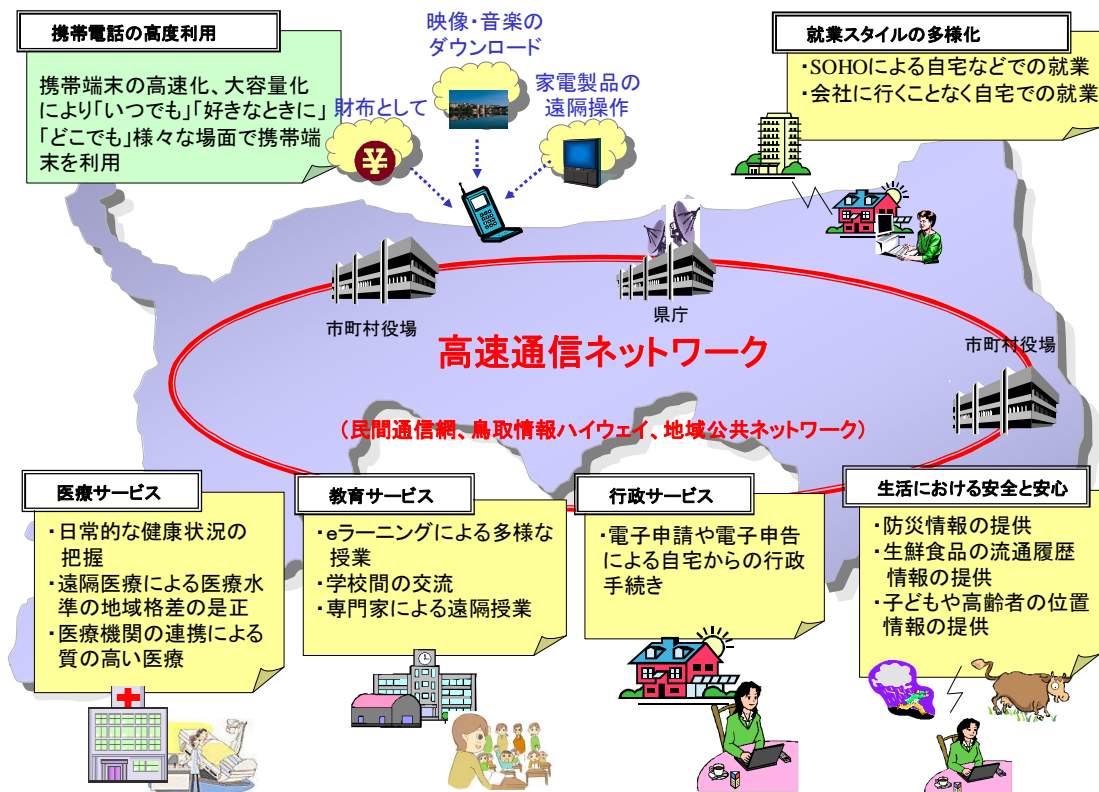 携帯電話の高度利用
携帯端末の高速化、大容量化
により「いつでも」「好きなときに」
「どこでも」様々な場面で携帯端
末を利用
映像・音楽の
ダウンロード
財布として
家電製品の
遠隔操作
就業スタイルの多様化
・SOHOによる自宅などでの就業
・会社に行くことなく自宅での就業
市町村役場
県庁
市町村役場
高速通信ネットワーク
（民間通信網、鳥取情報ハイウェイ、地域公共ネットワーク）
医療サービス
・日常的な健康状況の
把握
・遠隔医療による医療水
準の地域格差の是正
・医療機関の連携による
質の高い医療
教育サービス
・eラーニングによる多様な
授業
・学校間の交流
・専門家による遠隔授業
行政サービス
・電子申請や電子申告
による自宅からの行政
手続き
生活における安全と安心
・防災情報の提供
・生鮮食品の流通履歴
情報の提供
・子どもや高齢者の位置
情報の提供